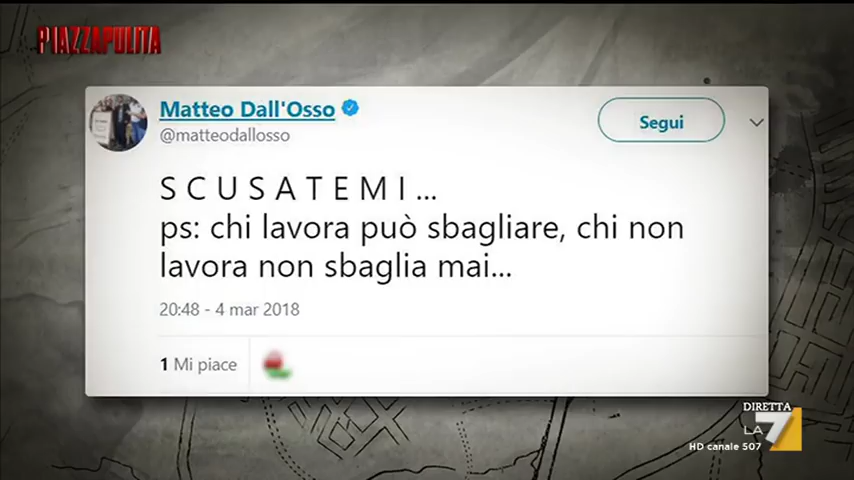 PIAZZAPULITA
Matteo Dall'Osso
@matteodallosso
Segui
S C U S A T E M I ...
ps: chi lavora può sbagliare, chi non
lavora non sbaglia mai...
20:48 - 4 mar 2018
1 Mi piace
DIRETTA
LA 7
HD canale 507